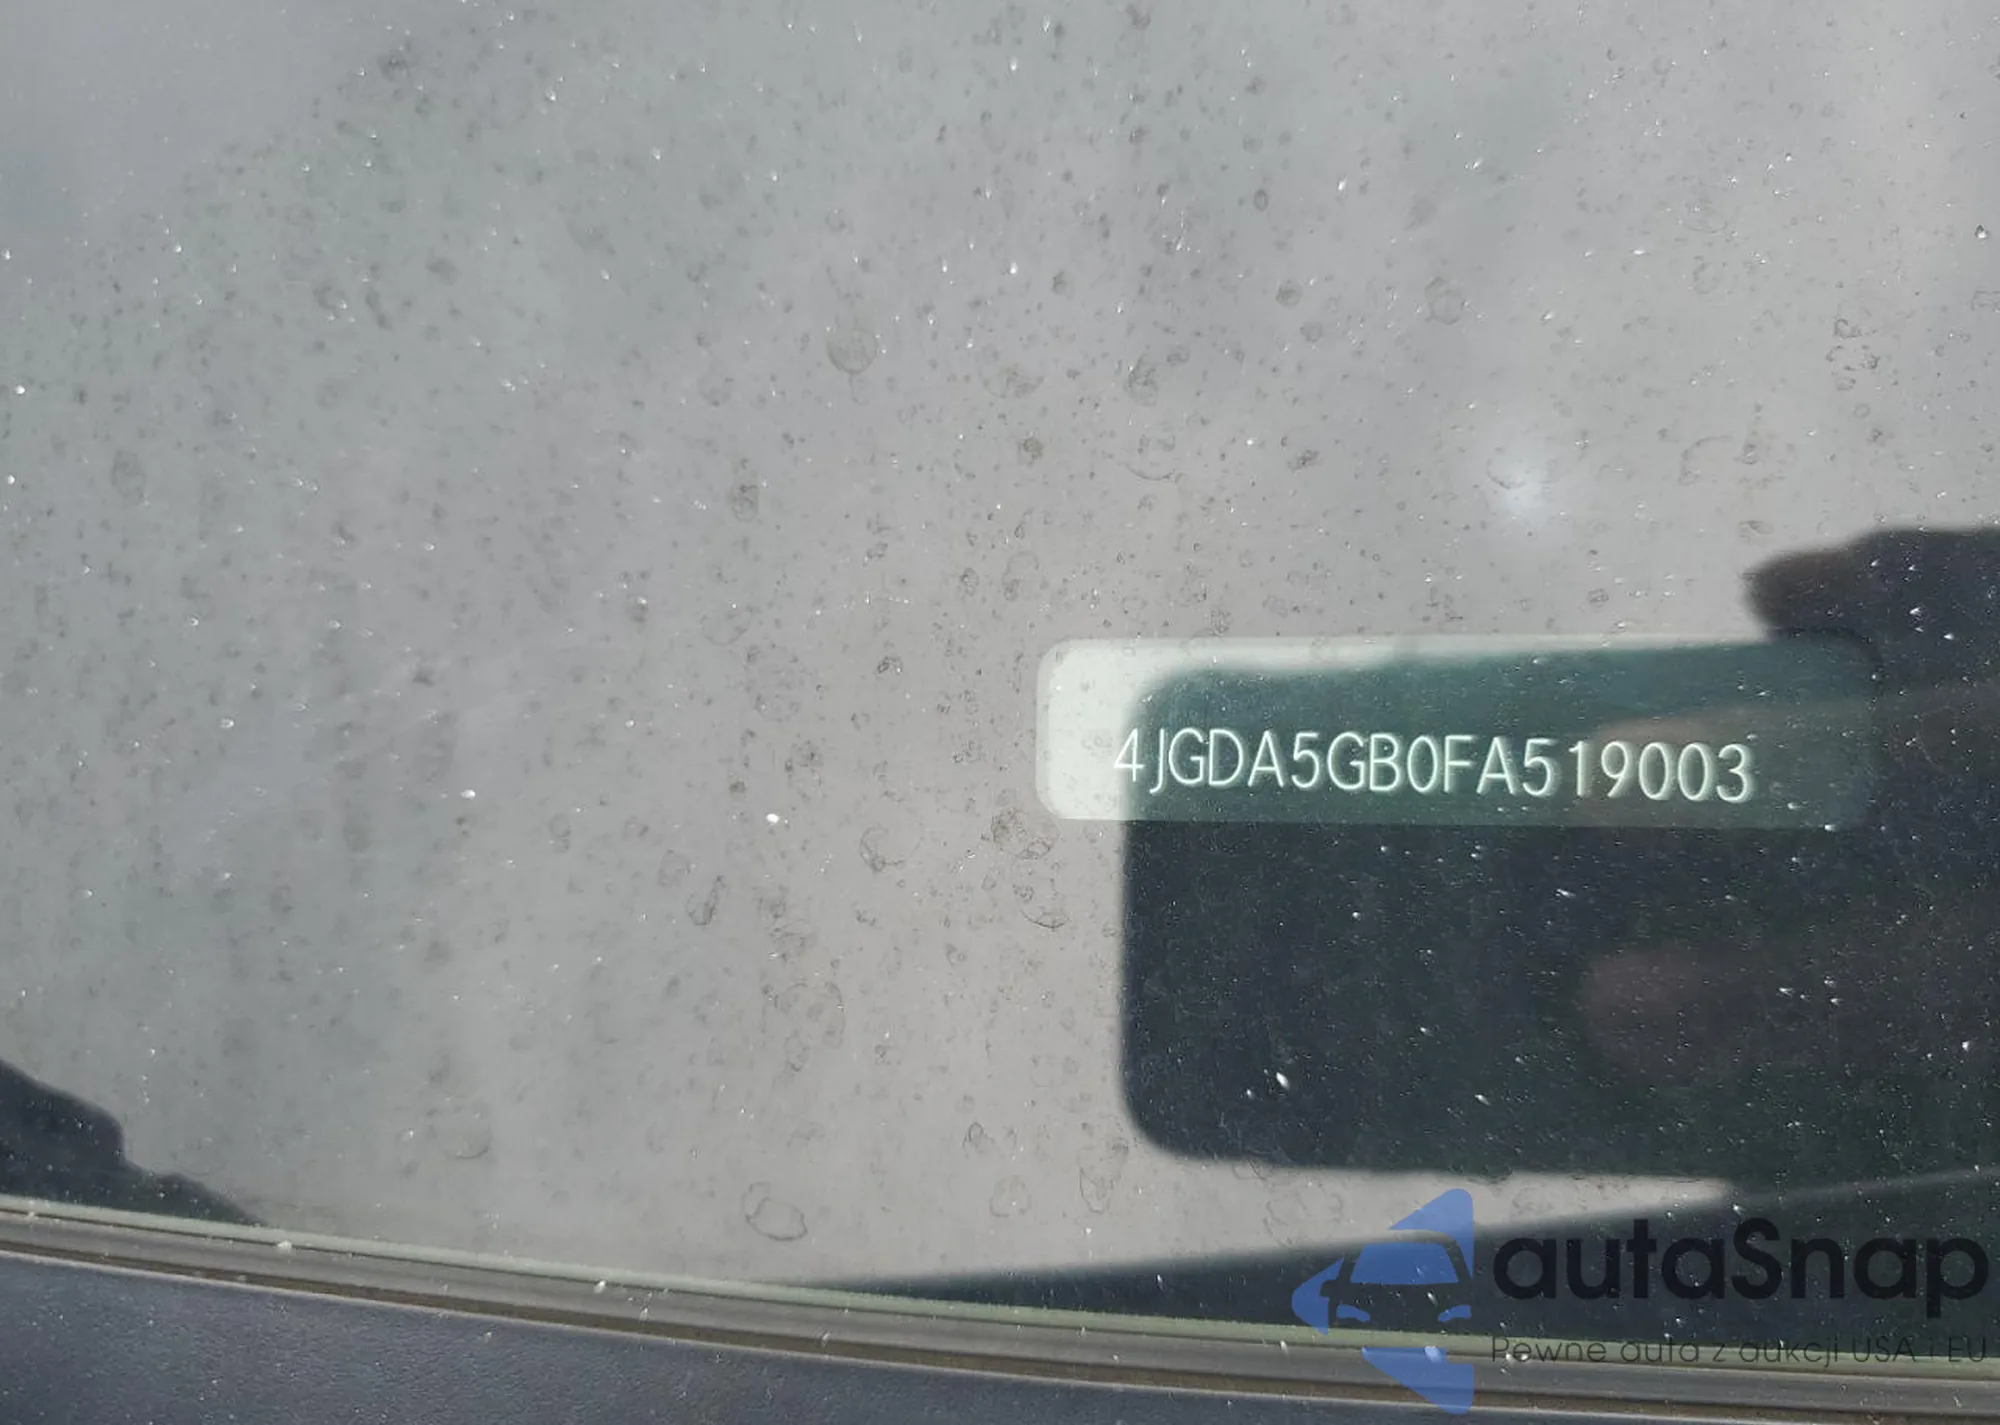 4JGDA5GB0FA519003
autaSnap
Pewne auta z aukcji USA i EU